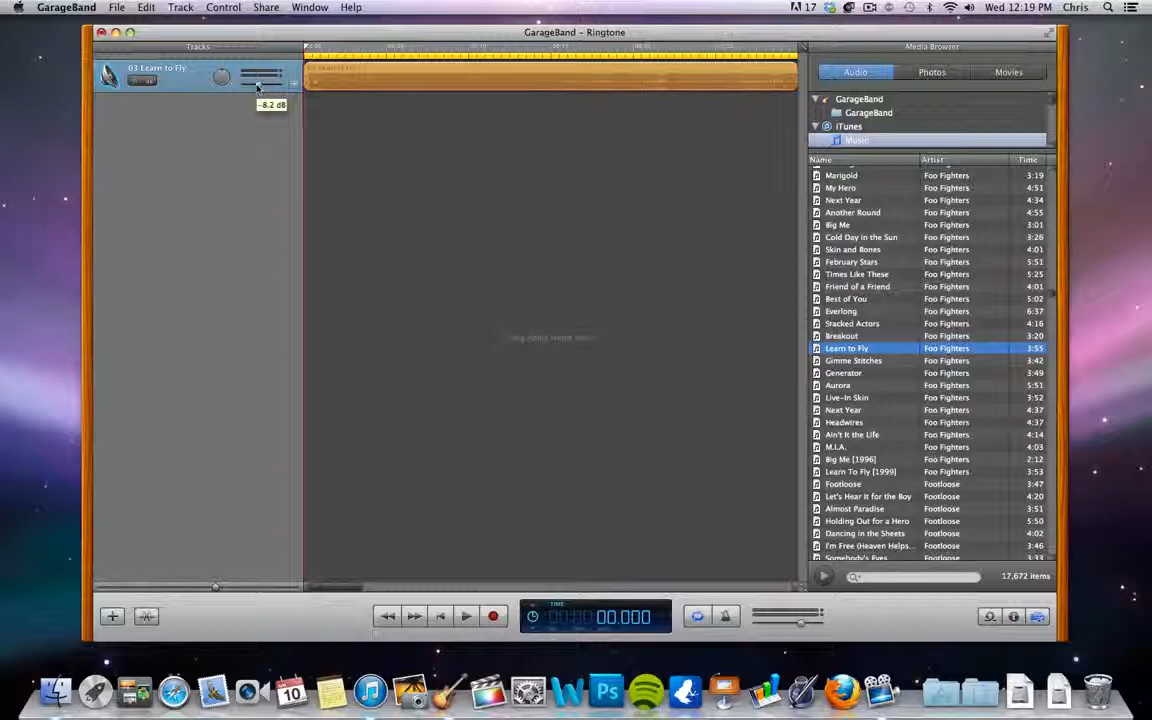 GarageBand File Edit Track Control Share Window Help 17 Wed 12:19 PM Chris
GarageBand – Ringtone
Tracks
Media Browser
03 Learn to Fly
-8.2 dB
Audio Photos Movies
GarageBand
GarageBand
iTunes
Music
Name Artist Time
Marigold Foo Fighters 3:19
My Hero Foo Fighters 4:51
Next Year Foo Fighters 4:34
Another Round Foo Fighters 4:55
Big Me Foo Fighters 3:01
Cold Day in the Sun Foo Fighters 3:26
Skin and Bones Foo Fighters 4:01
February Stars Foo Fighters 5:51
Times Like These Foo Fighters 5:25
Friend of a Friend Foo Fighters 4:01
Best of You Foo Fighters 5:02
Everlong Foo Fighters 6:37
Stacked Actors Foo Fighters 4:16
Breakout Foo Fighters 3:20
Learn to Fly Foo Fighters 3:55
Gimme Stitches Foo Fighters 3:42
Generator Foo Fighters 3:49
Aurora Foo Fighters 5:51
Live-In Skin Foo Fighters 3:52
Next Year Foo Fighters 4:37
Headwires Foo Fighters 4:37
Ain't It the Life Foo Fighters 4:14
M.I.A. Foo Fighters 4:03
Big Me [1996] Foo Fighters 2:12
Learn To Fly [1999] Foo Fighters 3:53
Footloose Footloose 3:47
Let's Hear It for the Boy Footloose 4:20
Almost Paradise Footloose 3:51
Holding Out for a Hero Footloose 5:50
Dancing in the Sheets Footloose 4:02
I'm Free (Heaven Helps... Footloose 3:46
Somebody's Eyes Footloose 3:33
17,672 items
TIME
00.000
10
W
Ps